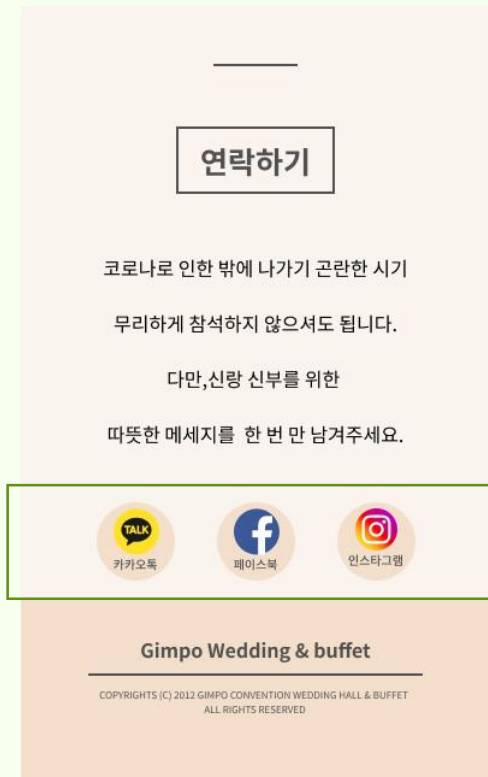 연락하기
코로나로 인한 밖에 나가기 곤란한 시기
무리하게 참석하지 않으셔도 됩니다.
다만,신랑 신부를 위한
따뜻한 메세지를 한 번 만 남겨주세요.
TALK
카카오톡 페이스북 인스타그램
Gimpo Wedding & buffet
COPYRIGHTS (C) 2012 GIMPO CONVENTION WEDDING HALL & BUFFET
ALL RIGHTS RESERVED